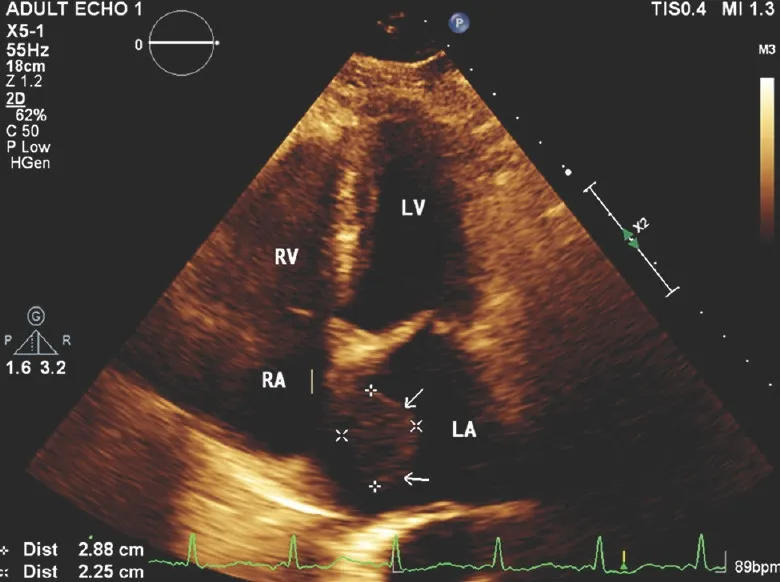 ADULT ECHO 1
TIS0.4 MI 1.3
X5-1
55Hz
18cm
Z 1.2
2D
62%
C 50
P Low
HGen
0
P
M3
X2
LV
RV
G
P R
1.6 3.2
RA
LA
Dist 2.88 cm
Dist 2.25 cm
89bpm